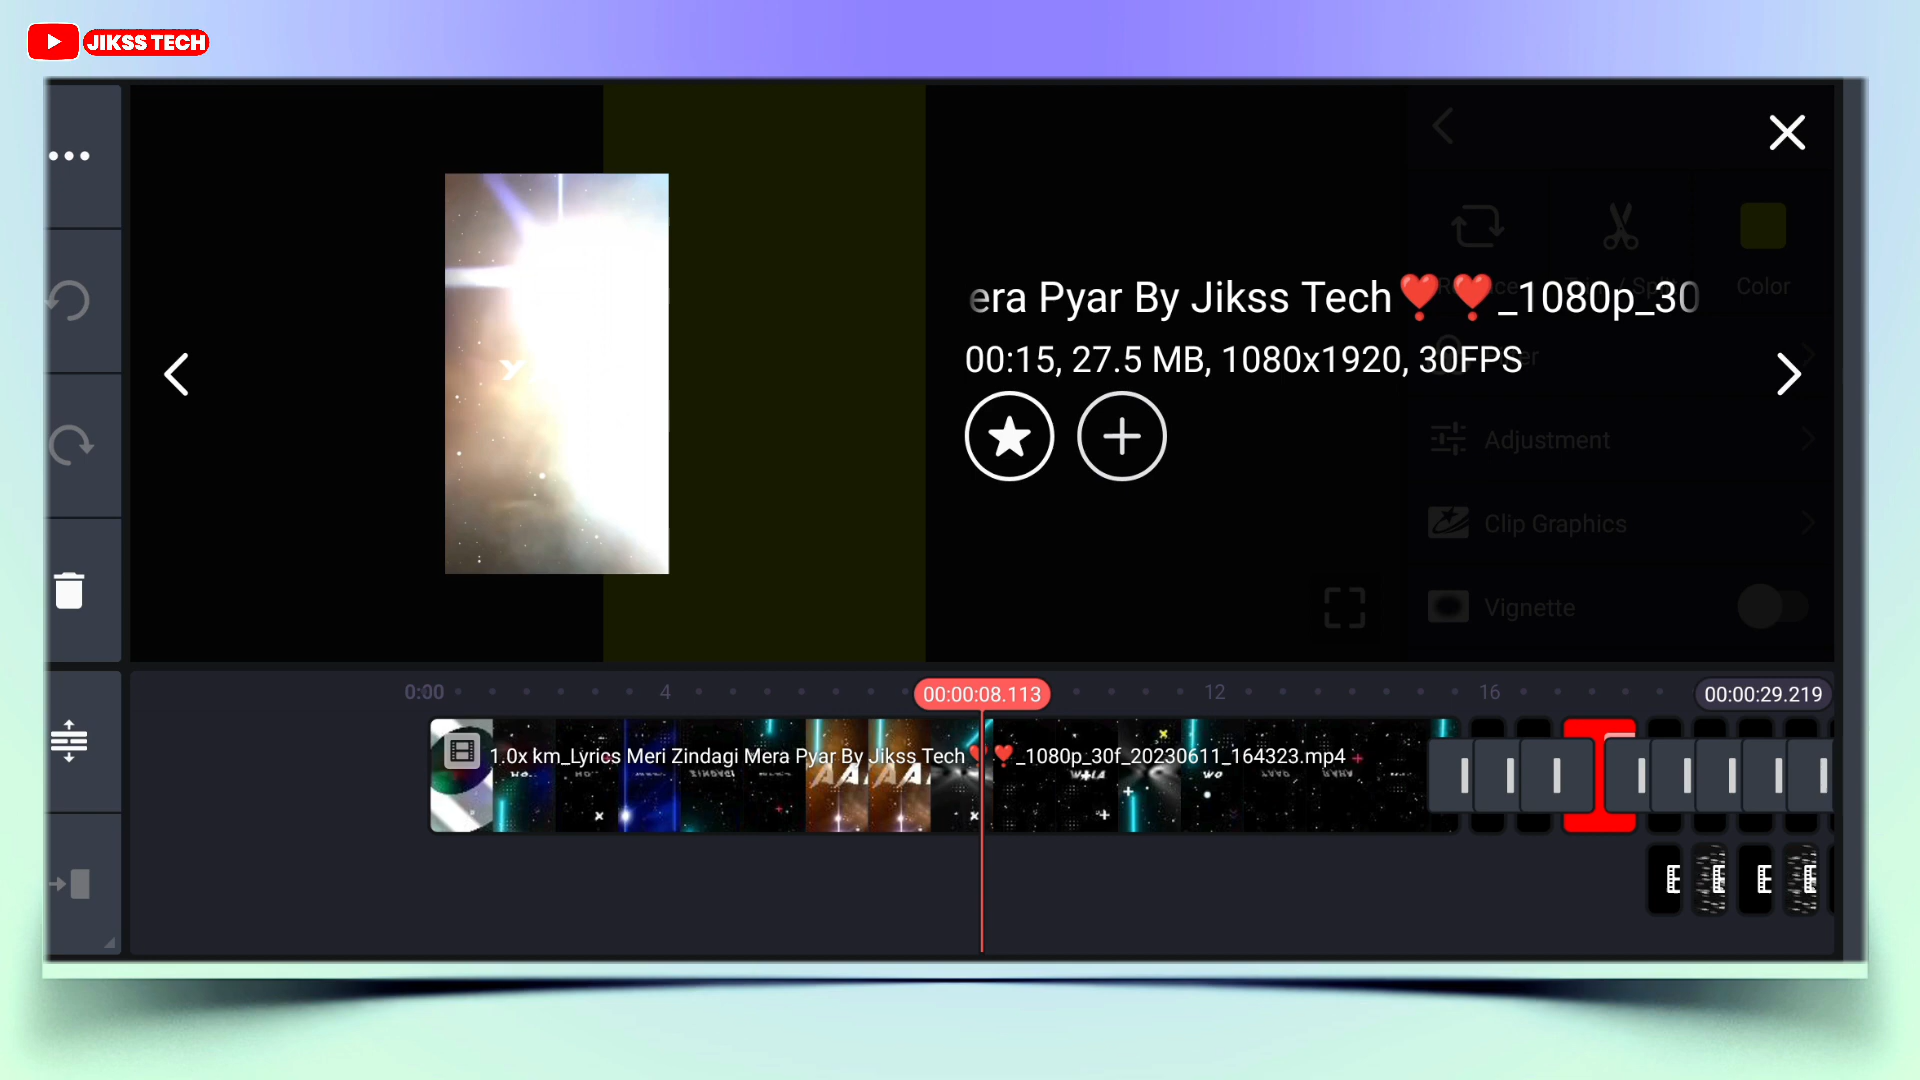 JIKSS TECH
era Pyar By Jikss Tech❣️❣️_1080p_30
00:15, 27.5 MB, 1080x1920, 30FPS
Color
Adjustment
Clip Graphics
Vignette
0:00
4
00:00:08.113
12
16
00:00:29.219
1.0x km_Lyrics Meri Zindagi Mera Pyar By Jikss Tech❣️❣️_1080p_30f_20230611_164323.mp4